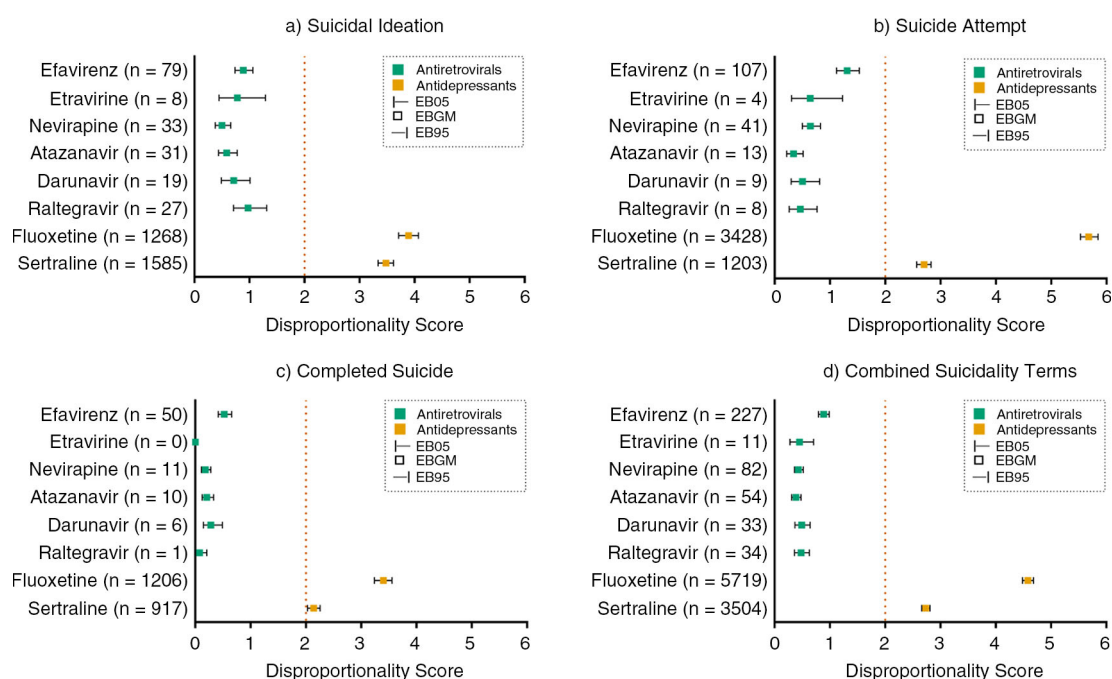 a) Suicidal Ideation
Efavirenz (n = 79)
Etravirine (n = 8)
Nevirapine (n = 33)
Atazanavir (n = 31)
Darunavir (n = 19)
Raltegravir (n = 27)
Fluoxetine (n = 1268)
Sertraline (n = 1585)
Antiretrovirals
Antidepressants
EB05
EBGM
EB95
0 1 2 3 4 5 6
Disproportionality Score
b) Suicide Attempt
Efavirenz (n = 107)
Etravirine (n = 4)
Nevirapine (n = 41)
Atazanavir (n = 13)
Darunavir (n = 9)
Raltegravir (n = 8)
Fluoxetine (n = 3428)
Sertraline (n = 1203)
Antiretrovirals
Antidepressants
EB05
EBGM
EB95
0 1 2 3 4 5 6
Disproportionality Score
c) Completed Suicide
Efavirenz (n = 50)
Etravirine (n = 0)
Nevirapine (n = 11)
Atazanavir (n = 10)
Darunavir (n = 6)
Raltegravir (n = 1)
Fluoxetine (n = 1206)
Sertraline (n = 917)
Antiretrovirals
Antidepressants
EB05
EBGM
EB95
0 1 2 3 4 5 6
Disproportionality Score
d) Combined Suicidality Terms
Efavirenz (n = 227)
Etravirine (n = 11)
Nevirapine (n = 82)
Atazanavir (n = 54)
Darunavir (n = 33)
Raltegravir (n = 34)
Fluoxetine (n = 5719)
Sertraline (n = 3504)
Antiretrovirals
Antidepressants
EB05
EBGM
EB95
0 1 2 3 4 5 6
Disproportionality Score